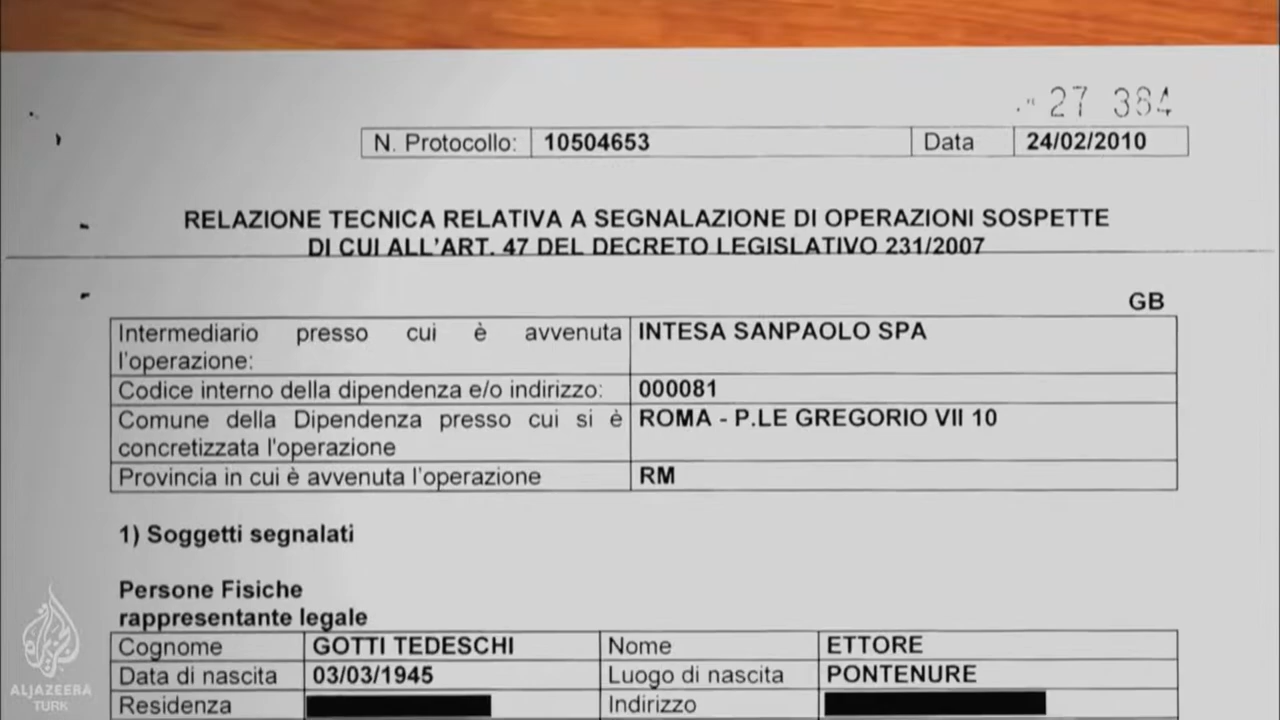 27 384
N. Protocollo: 10504653 Data 24/02/2010
RELAZIONE TECNICA RELATIVA A SEGNALAZIONE DI OPERAZIONI SOSPETTE
DI CUI ALL'ART. 47 DEL DECRETO LEGISLATIVO 231/2007
GB
Intermediario presso cui è avvenuta INTESA SANPAOLO SPA
l'operazione:
Codice interno della dipendenza e/o indirizzo: 000081
Comune della Dipendenza presso cui si è ROMA - P.LE GREGORIO VII 10
concretizzata l'operazione
Provincia in cui è avvenuta l'operazione RM
1) Soggetti segnalati
Persone Fisiche
rappresentante legale
Cognome GOTTI TEDESCHI Nome ETTORE
Data di nascita 03/03/1945 Luogo di nascita PONTENURE
Residenza Indirizzo
ALJAZEERA
TURK